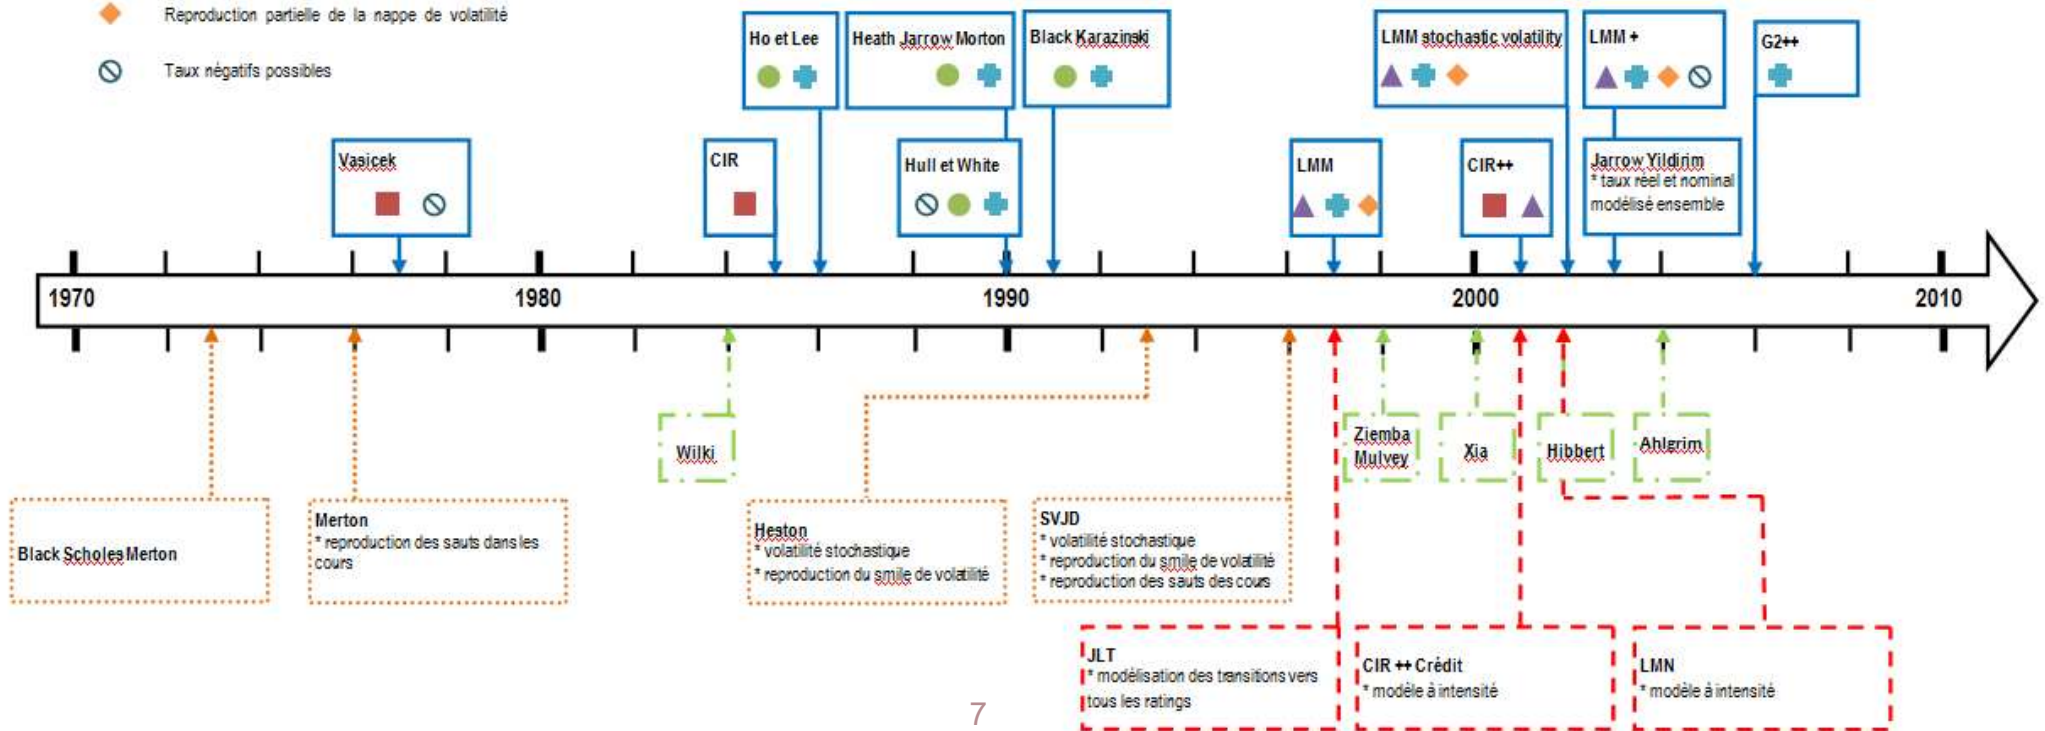 Reproduction partielle de la nappe de volatilité
Taux négatifs possibles
Ho et Lee
Heath Jarrow Morton
Black Karazinski
LMM stochastic volatility
LMM +
G2++
Vasicek
CIR
Hull et White
LMM
CIR++
Jarrow Yildirim
* taux réel et nominal
modélisé ensemble
1970
1980
1990
2000
2010
Wilki
Ziemba
Mulvey
Xia
Hibbert
Ahlgrim
Black Scholes Merton
Merton
* reproduction des sauts dans les
cours
Heston
* volatilité stochastique
* reproduction du smile de volatilité
SVJD
* volatilité stochastique
* reproduction du smile de volatilité
* reproduction des sauts des cours
JLT
* modélisation des transitions vers
tous les ratings
CIR ++ Crédit
* modèle à intensité
LMN
* modèle à intensité
7